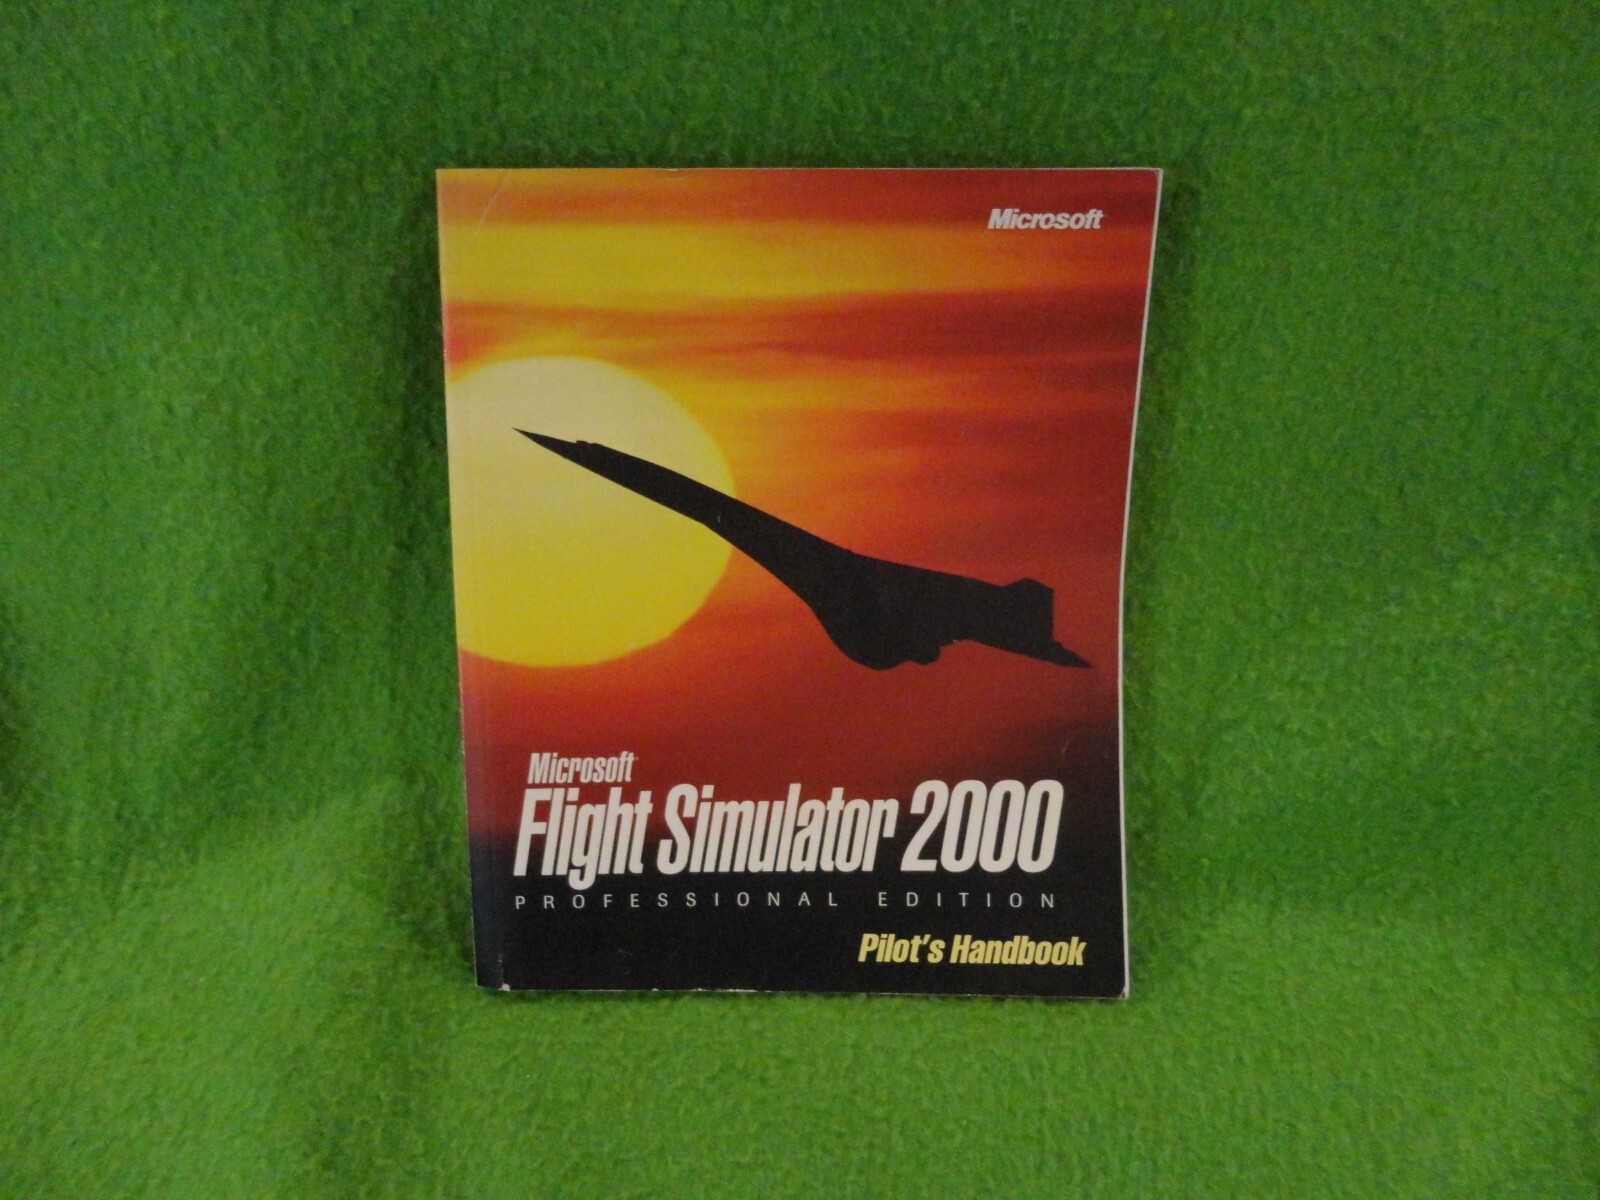 Microsoft
Microsoft
Flight Simulator 2000
PROFESSIONAL EDITION
Pilot's Handbook